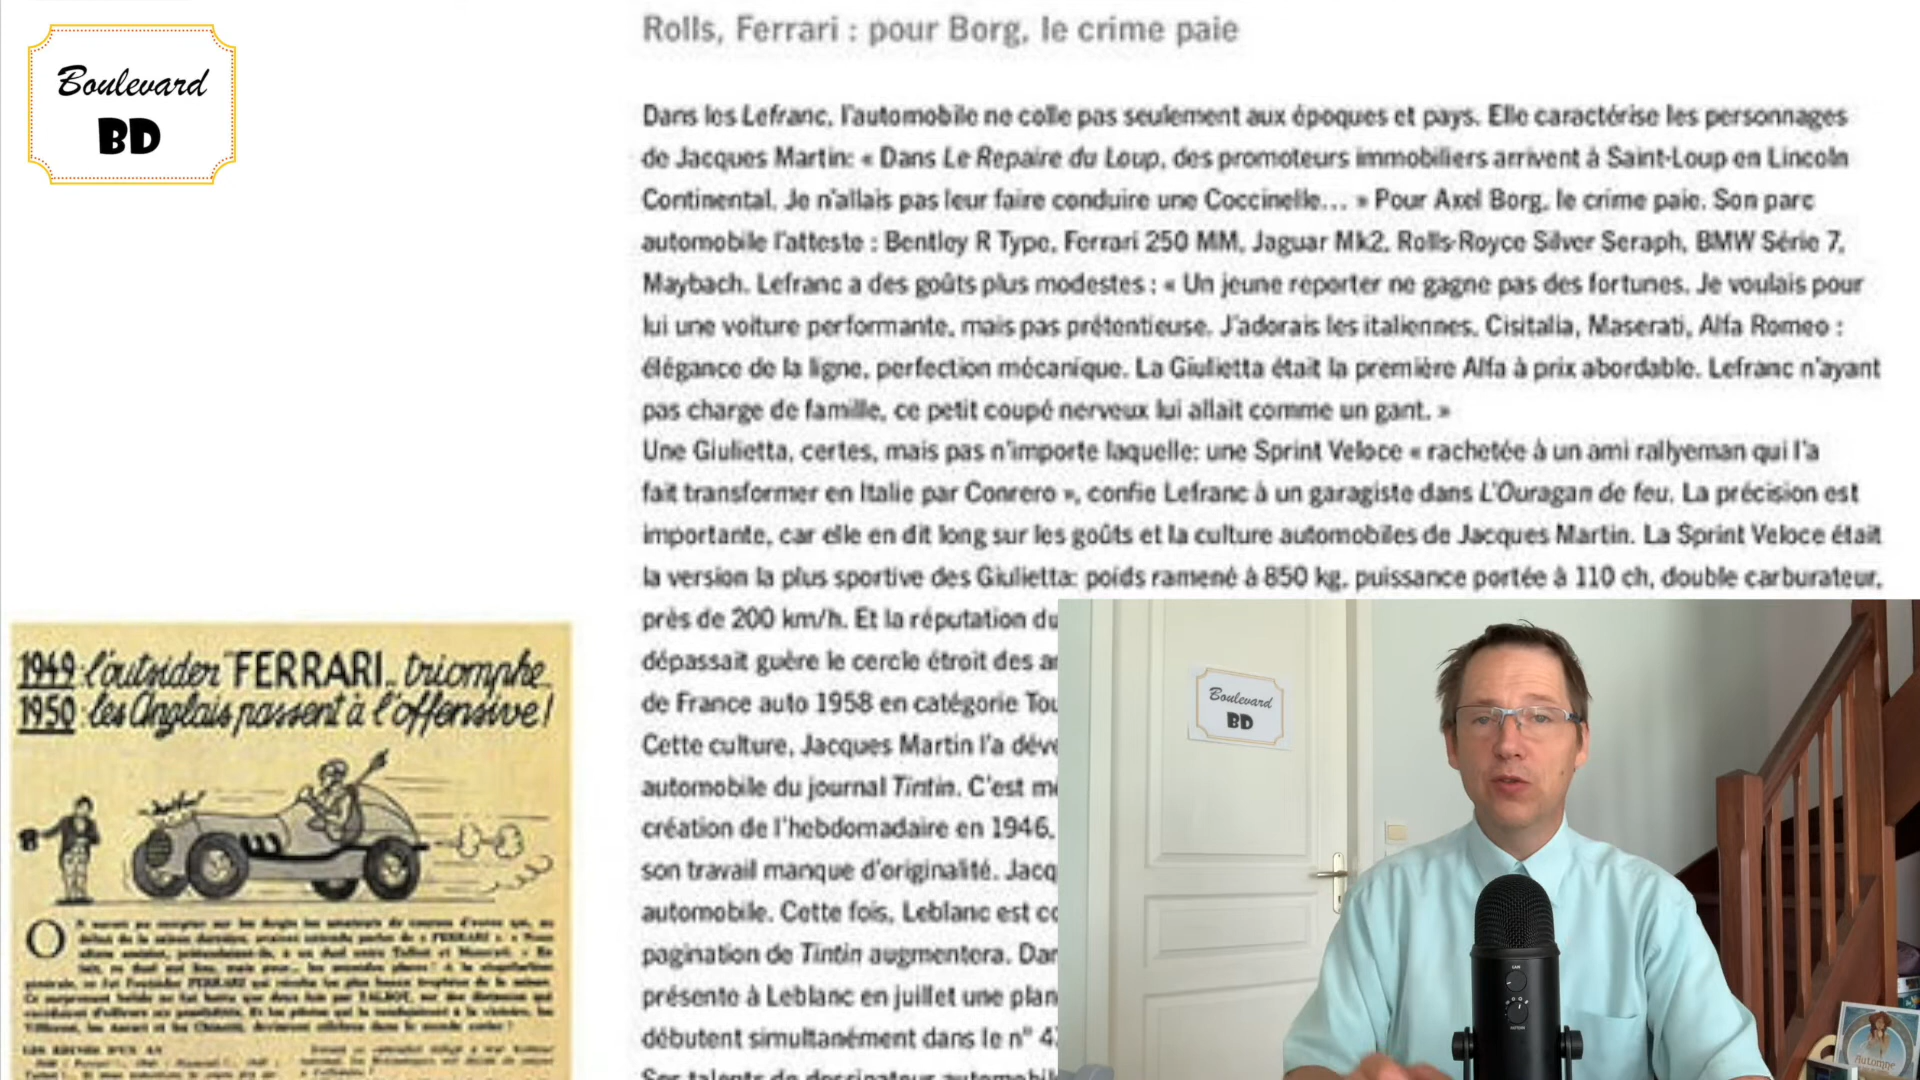 Boulevard
BD
Rolls, Ferrari : pour Borg, le crime paie
Dans les Lefranc, l'automobile ne colle pas seulement aux époques et pays. Elle caractérise les personnages
de Jacques Martin: « Dans Le Repaire du Loup, des promoteurs immobiliers arrivent à Saint-Loup en Lincoln
Continental. Je n'allais pas leur faire conduire une Coccinelle... » Pour Axel Borg, le crime paie. Son parc
automobile l'atteste : Bentley R Type, Ferrari 250 MM, Jaguar Mk2, Rolls-Royce Silver Seraph, BMW Série 7,
Maybach. Lefranc a des goûts plus modestes : « Un jeune reporter ne gagne pas des fortunes. Je voulais pour
lui une voiture performante, mais pas prétentieuse. J'adorais les italiennes, Cisitalia, Maserati, Alfa Romeo :
élégance de la ligne, perfection mécanique. La Giulietta était la première Alfa à prix abordable. Lefranc n'ayant
pas charge de famille, ce petit coupé nerveux lui allait comme un gant. »
Une Giulietta, certes, mais pas n'importe laquelle: une Sprint Veloce « rachetée à un ami rallyeman qui l'a
fait transformer en Italie par Conrero », confie Lefranc à un garagiste dans L'Ouragan de feu. La précision est
importante, car elle en dit long sur les goûts et la culture automobiles de Jacques Martin. La Sprint Veloce était
la version la plus sportive des Giulietta: poids ramené à 850 kg, puissance portée à 110 ch, double carburateur,
près de 200 km/h. Et la réputation du
dépassait guère le cercle étroit des
de France auto 1958 en catégorie
Cette culture, Jacques Martin l'a
automobile du journal Tintin. C'est
création de l'hebdomadaire en 1946,
son travail manque d'originalité.
automobile. Cette fois, Leblanc est
pagination de Tintin augmentera.
présente à Leblanc en juillet une
débutent simultanément dans le n°
Ses talents de dessinateur
1949 : l'outsider "FERRARI.. triomphe
1950 : les Anglais passent à l'offensive !
Boulevard
BD
Automne